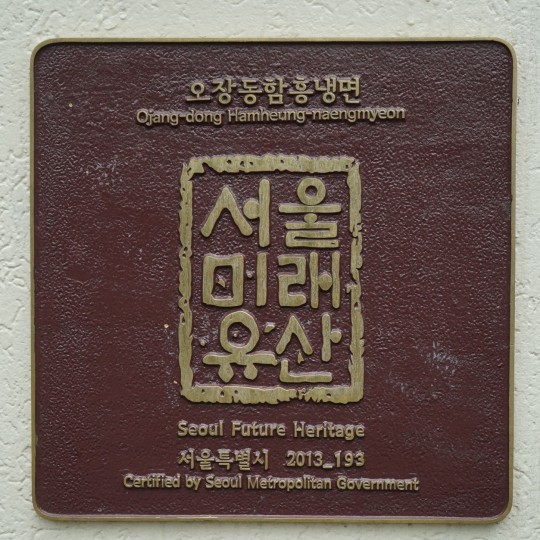 오장동함흥냉면
Ojang-dong Hamheung-naengmyeon
서울
미래
유산
Seoul Future Heritage
서울특별시 2013_193
Certified by Seoul Metropolitan Government